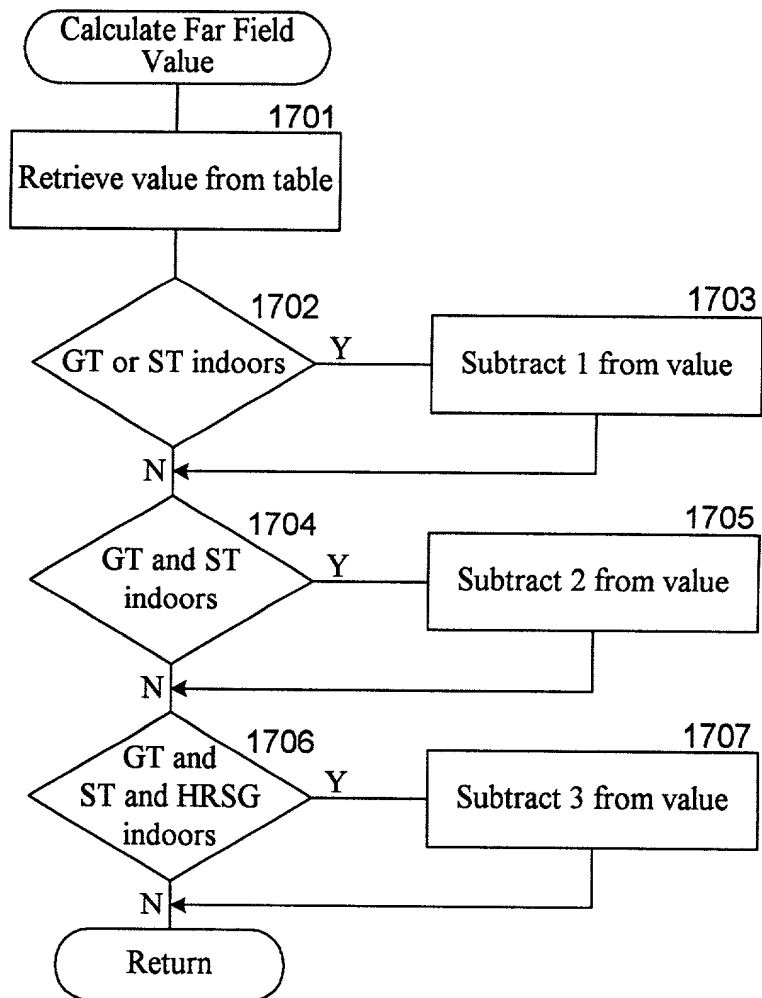 Calculate Far Field
Value
1701
Retrieve value from table
1702
GT or ST indoors
Y
1703
Subtract 1 from value
N
1704
GT and ST
indoors
Y
1705
Subtract 2 from value
N
1706
GT and
ST and HRSG
indoors
Y
1707
Subtract 3 from value
N
Return